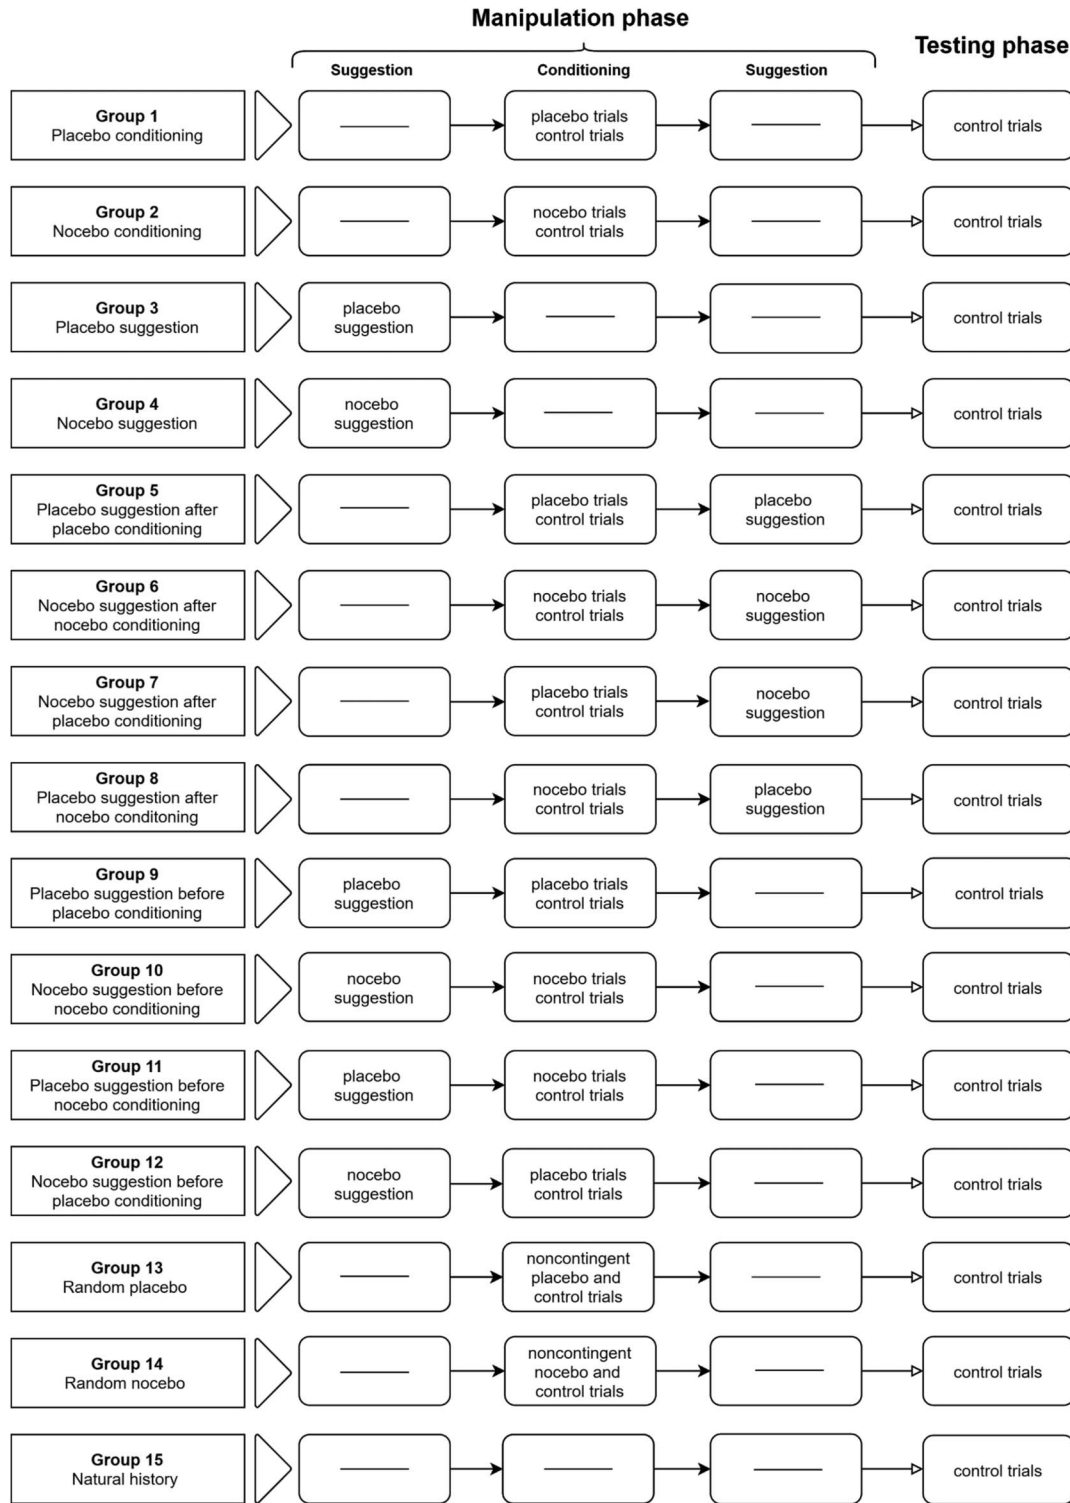 Manipulation phase
Testing phase
Suggestion
Conditioning
Suggestion
Group 1
Placebo conditioning
placebo trials
control trials
control trials
Group 2
Nocebo conditioning
nocebo trials
control trials
control trials
Group 3
Placebo suggestion
placebo
suggestion
control trials
Group 4
Nocebo suggestion
nocebo
suggestion
control trials
Group 5
Placebo suggestion after
placebo conditioning
placebo trials
control trials
placebo
suggestion
control trials
Group 6
Nocebo suggestion after
nocebo conditioning
nocebo trials
control trials
nocebo
suggestion
control trials
Group 7
Nocebo suggestion after
placebo conditioning
placebo trials
control trials
nocebo
suggestion
control trials
Group 8
Placebo suggestion after
nocebo conditoning
nocebo trials
control trials
placebo
suggestion
control trials
Group 9
Placebo suggestion before
placebo conditioning
placebo
suggestion
placebo trials
control trials
control trials
Group 10
Nocebo suggestion before
nocebo conditioning
nocebo
suggestion
nocebo trials
control trials
control trials
Group 11
Placebo suggestion before
nocebo conditioning
placebo
suggestion
nocebo trials
control trials
control trials
Group 12
Nocebo suggestion before
placebo conditioning
nocebo
suggestion
placebo trials
control trials
control trials
Group 13
Random placebo
noncontingent
placebo and
control trials
control trials
Group 14
Random nocebo
noncontingent
nocebo and
control trials
control trials
Group 15
Natural history
control trials